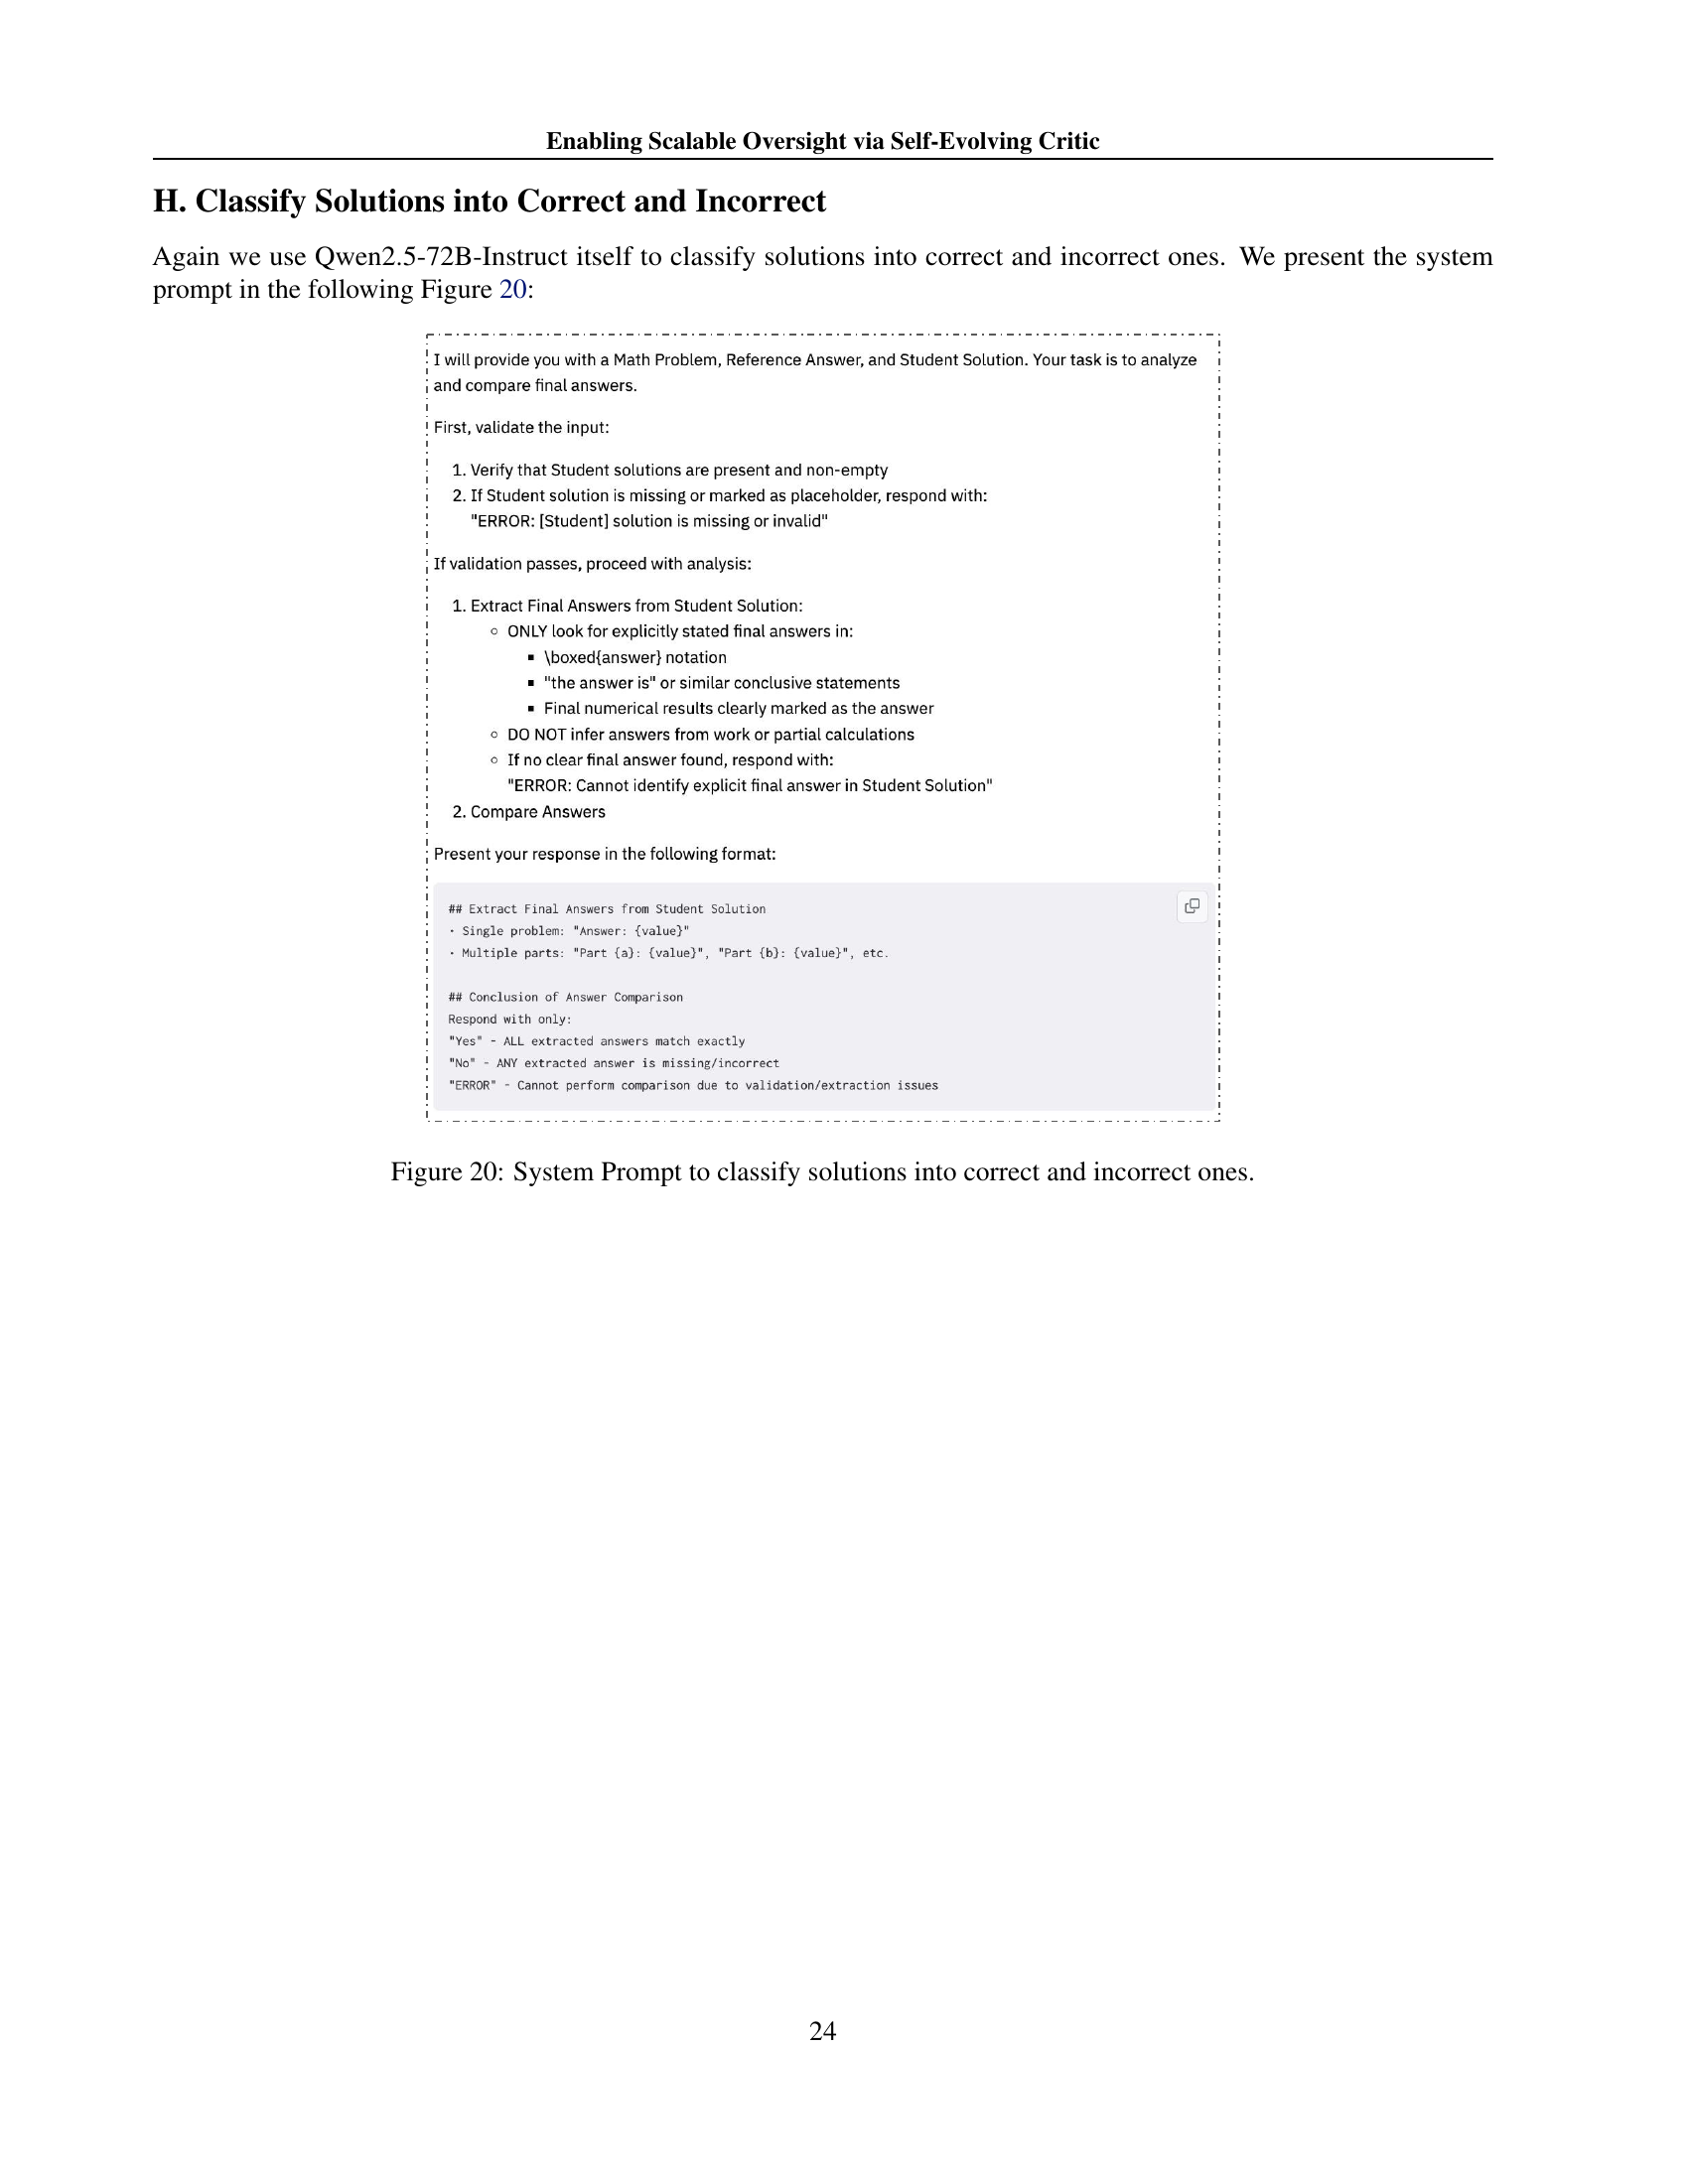 Enabling Scalable Oversight via Self-Evolving Critic
H. Classify Solutions into Correct and Incorrect
Again we use Qwen2.5-72B-Instruct itself to classify solutions into correct and incorrect ones. We present the system
prompt in the following Figure 20:
I will provide you with a Math Problem, Reference Answer, and Student Solution. Your task is to analyze
and compare final answers.
First, validate the input:
1. Verify that Student solutions are present and non-empty
2. If Student solution is missing or marked as placeholder, respond with:
"ERROR: [Student] solution is missing or invalid"
If validation passes, proceed with analysis:
1. Extract Final Answers from Student Solution:
◦ ONLY look for explicitly stated final answers in:
▪ \boxed{answer} notation
▪ "the answer is" or similar conclusive statements
▪ Final numerical results clearly marked as the answer
◦ DO NOT infer answers from work or partial calculations
◦ If no clear final answer found, respond with:
"ERROR: Cannot identify explicit final answer in Student Solution"
2. Compare Answers
Present your response in the following format:
## Extract Final Answers from Student Solution
· Single problem: "Answer: {value}"
· Multiple parts: "Part {a}: {value}", "Part {b}: {value}", etc.
## Conclusion of Answer Comparison
Respond with only:
"Yes" - ALL extracted answers match exactly
"No" - ANY extracted answer is missing/incorrect
"ERROR" - Cannot perform comparison due to validation/extraction issues
Figure 20: System Prompt to classify solutions into correct and incorrect ones.
24